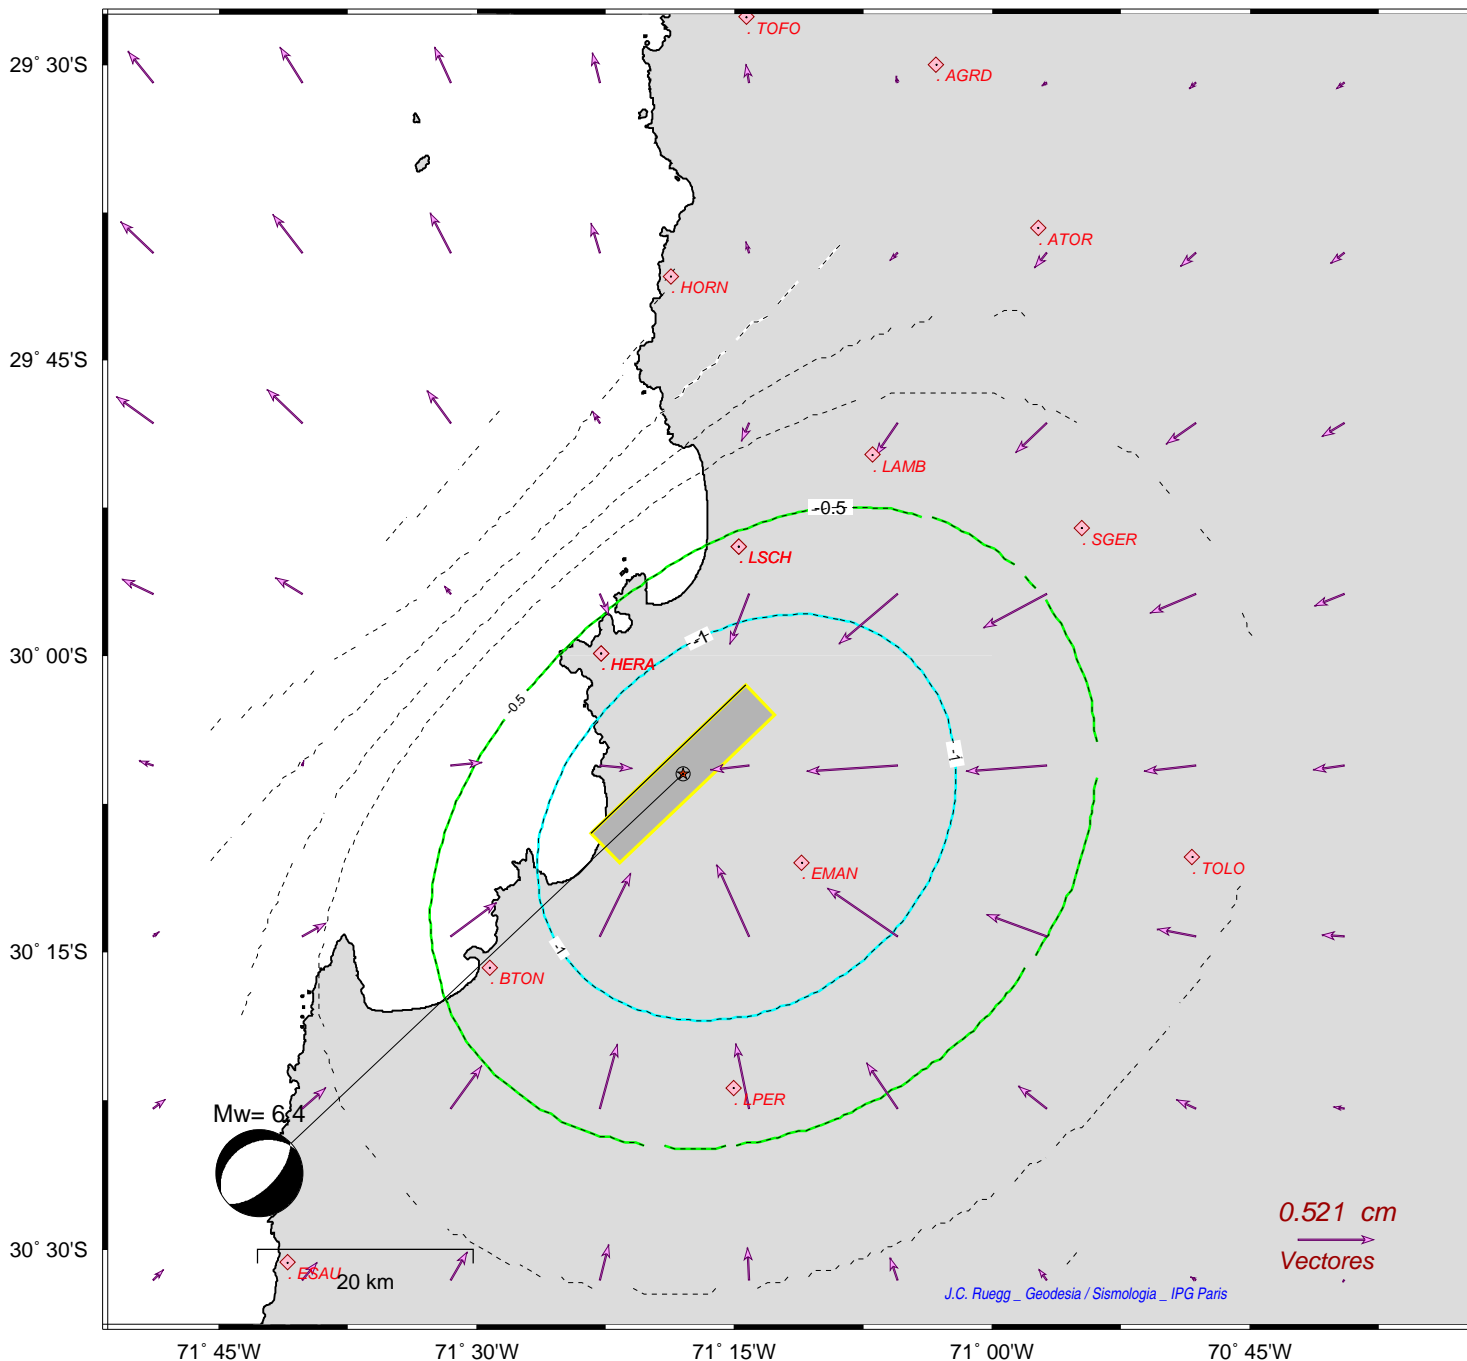 TOFO
29° 30'S
AGRD
ATOR
HORN
29° 45'S
LAMB
-0.5
SGER
LSCH
-1
30° 00'S
HERA
-0.5
-1
EMAN
TOLO
30° 15'S
-1
BTON
LPER
Mw= 6.4
0.521 cm
30° 30'S
Vectores
ESAU
20 km
J.C. Ruegg _ Geodesia / Sismologia _ IPG Paris
71° 45'W
71° 30'W
71° 15'W
71° 00'W
70° 45'W